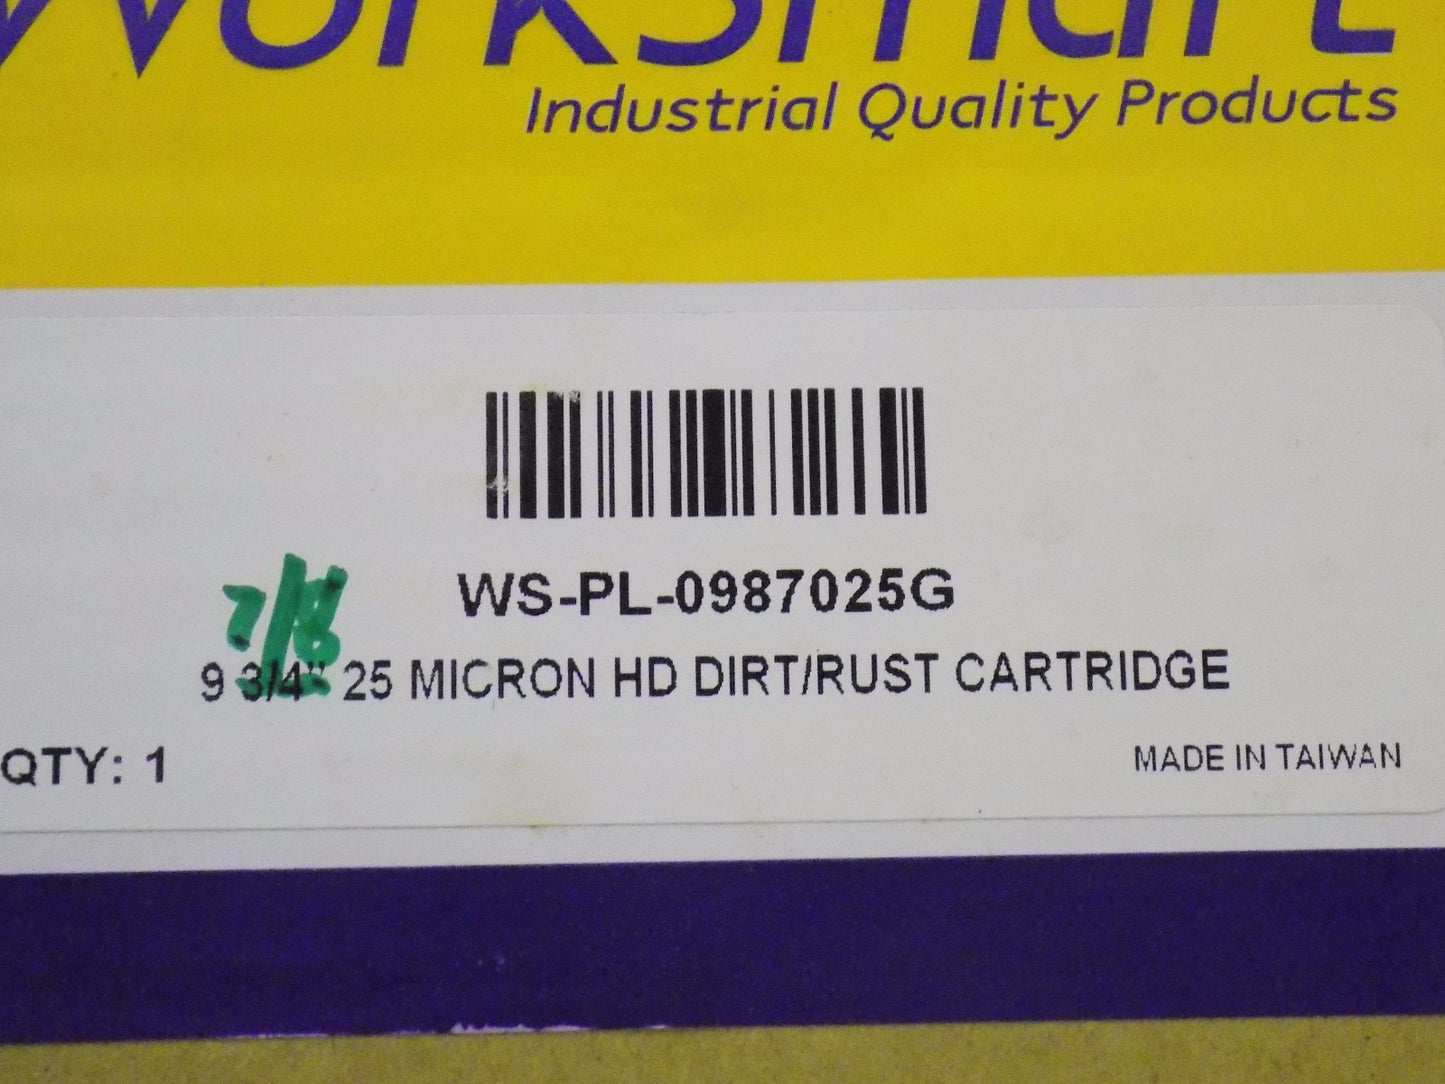 WorkSmart
Industrial Quality Products
WS-PL-0987025G
7/8
9 3/4" 25 MICRON HD DIRT/RUST CARTRIDGE
QTY: 1
MADE IN TAIWAN